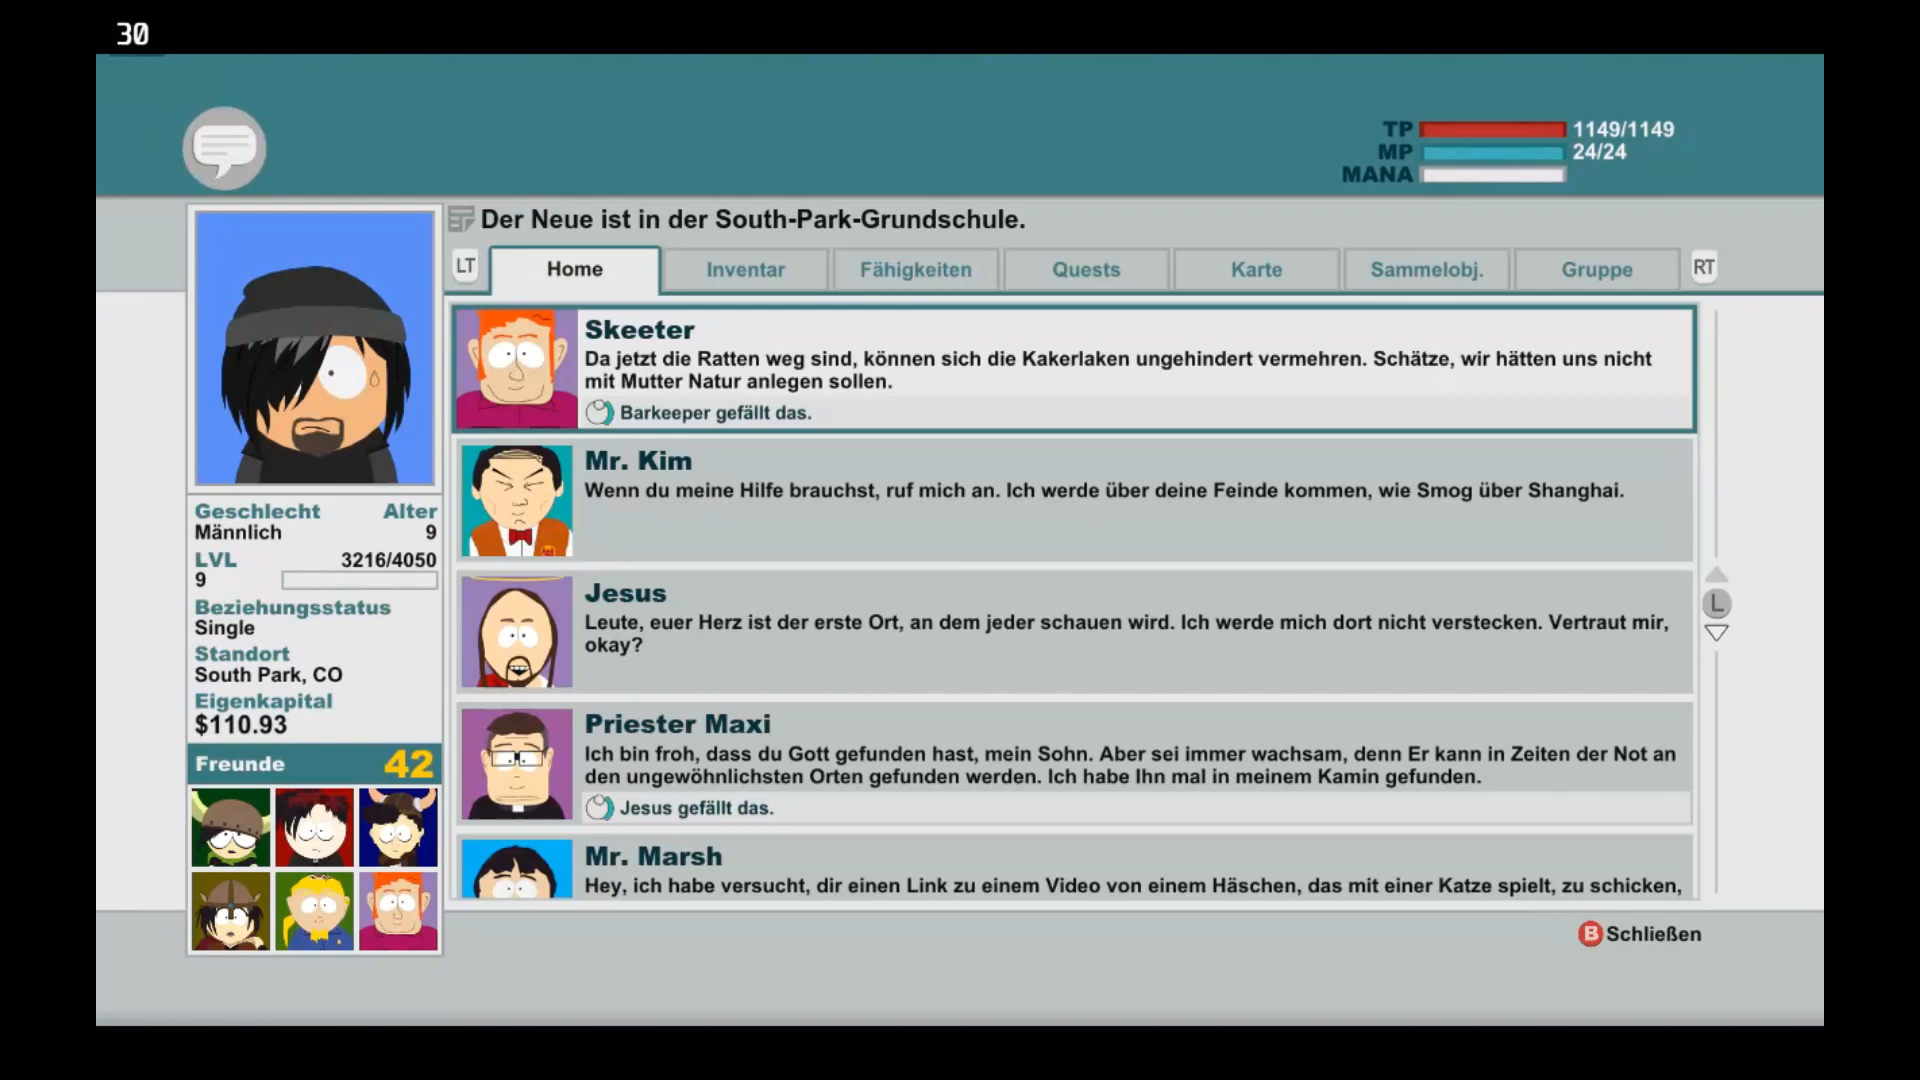 30
TP 1149/1149
MP 24/24
MANA
Der Neue ist in der South-Park-Grundschule.
LT Home Inventar Fähigkeiten Quests Karte Sammelobj. Gruppe RT
Skeeter
Da jetzt die Ratten weg sind, können sich die Kakerlaken ungehindert vermehren. Schätze, wir hätten uns nicht
mit Mutter Natur anlegen sollen.
Barkeeper gefällt das.
Mr. Kim
Wenn du meine Hilfe brauchst, ruf mich an. Ich werde über deine Feinde kommen, wie Smog über Shanghai.
Jesus
Leute, euer Herz ist der erste Ort, an dem jeder schauen wird. Ich werde mich dort nicht verstecken. Vertraut mir,
okay?
Priester Maxi
Ich bin froh, dass du Gott gefunden hast, mein Sohn. Aber sei immer wachsam, denn Er kann in Zeiten der Not an
den ungewöhnlichsten Orten gefunden werden. Ich habe Ihn mal in meinem Kamin gefunden.
Jesus gefällt das.
Mr. Marsh
Hey, ich habe versucht, dir einen Link zu einem Video von einem Häschen, das mit einer Katze spielt, zu schicken,
Geschlecht Alter
Männlich 9
LVL 3216/4050
9
Beziehungsstatus
Single
Standort
South Park, CO
Eigenkapital
$110.93
Freunde 42
L
B Schließen